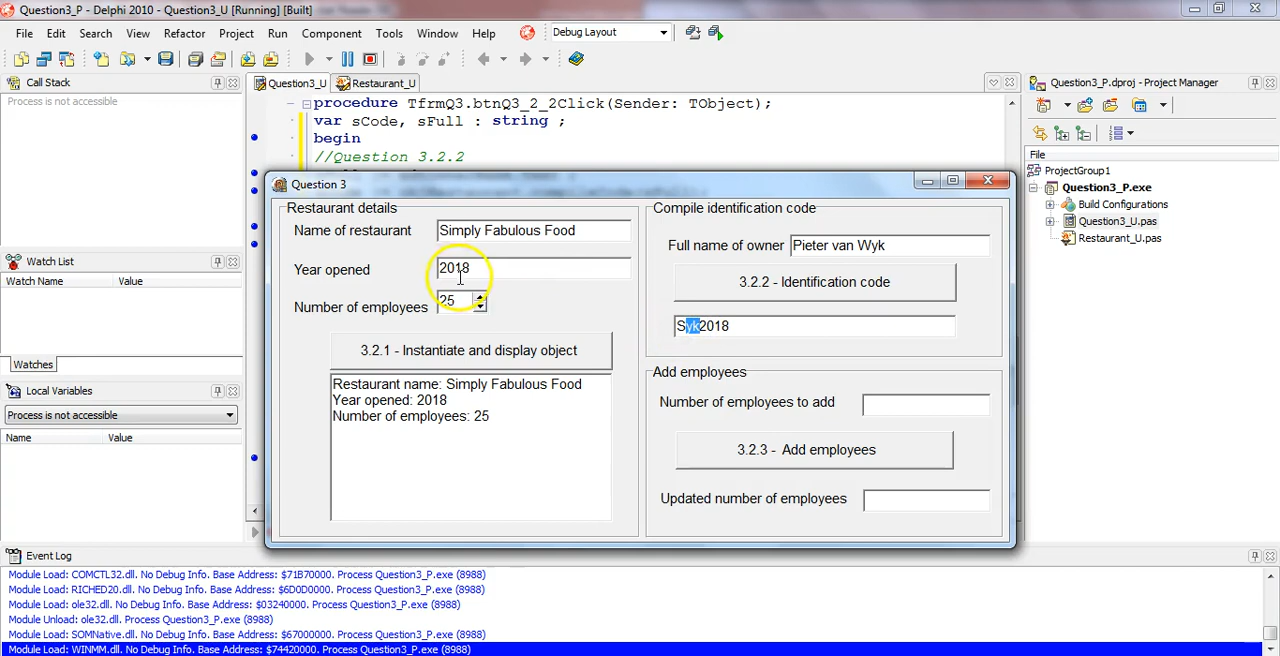 Question3_P - Delphi 2010 - Question3_U [Running] [Built]
File Edit Search View Refactor Project Run Component Tools Window Help
Debug Layout
Call Stack
Process is not accessible
Watch List
Watch Name Value
Watches
Local Variables
Process is not accessible
Name Value
Question3_U Restaurant_U
procedure TfrmQ3.btnQ3_2_2Click(Sender: TObject);
var sCode, sFull : string ;
begin
//Question 3.2.2
Question 3
Restaurant details
Name of restaurant Simply Fabulous Food
Year opened 2018
Number of employees 25
3.2.1 - Instantiate and display object
Restaurant name: Simply Fabulous Food
Year opened: 2018
Number of employees: 25
Compile identification code
Full name of owner Pieter van Wyk
3.2.2 - Identification code
Syk2018
Add employees
Number of employees to add
3.2.3 - Add employees
Updated number of employees
Question3_P.dproj - Project Manager
File
ProjectGroup1
Question3_P.exe
Build Configurations
Question3_U.pas
Restaurant_U.pas
Event Log
Module Load: COMCTL32.dll. No Debug Info. Base Address: $71B70000. Process Question3_P.exe (8988)
Module Load: RICHED20.dll. No Debug Info. Base Address: $6D0D0000. Process Question3_P.exe (8988)
Module Load: ole32.dll. No Debug Info. Base Address: $03240000. Process Question3_P.exe (8988)
Module Unload: ole32.dll. Process Question3_P.exe (8988)
Module Load: SOMNative.dll. No Debug Info. Base Address: $67000000. Process Question3_P.exe (8988)
Module Load: WINMM.dll. No Debug Info. Base Address: $74420000. Process Question3_P.exe (8988)